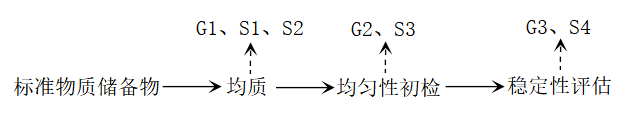 G1、S1、S2
G2、S3
G3、S4
标准物质储备物
均质
均匀性初检
稳定性评估